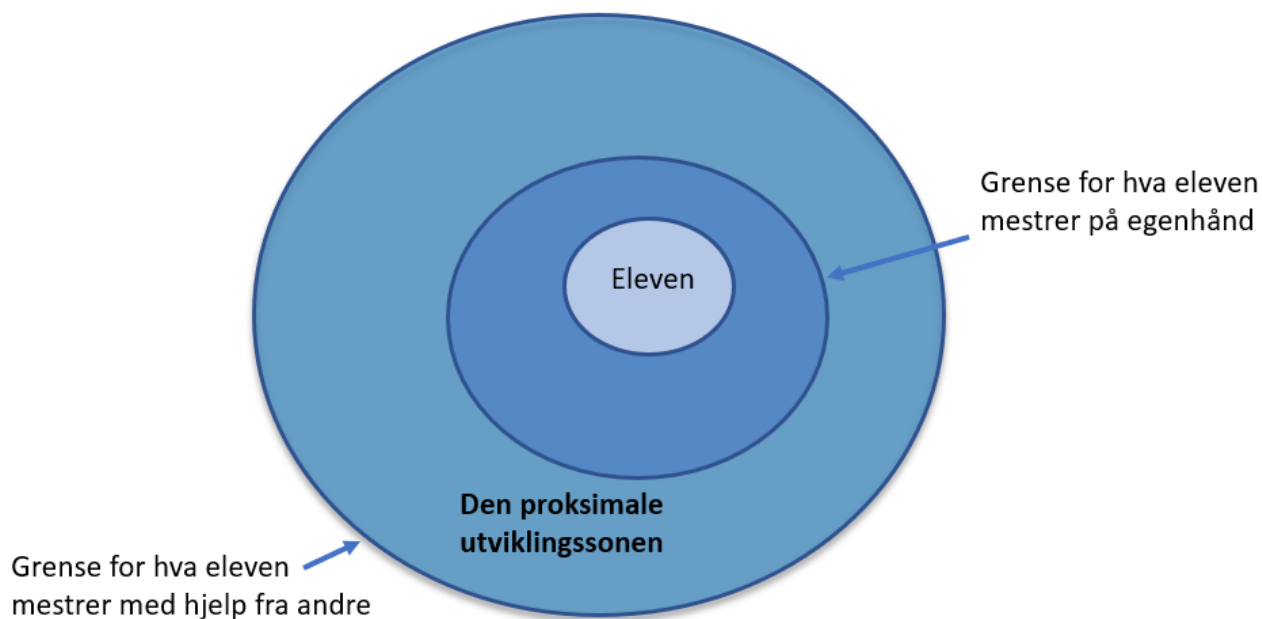 Grense for hva eleven
mestrer på egenhånd
Eleven
Den proksimale
utviklingssonen
Grense for hva eleven
mestrer med hjelp fra andre